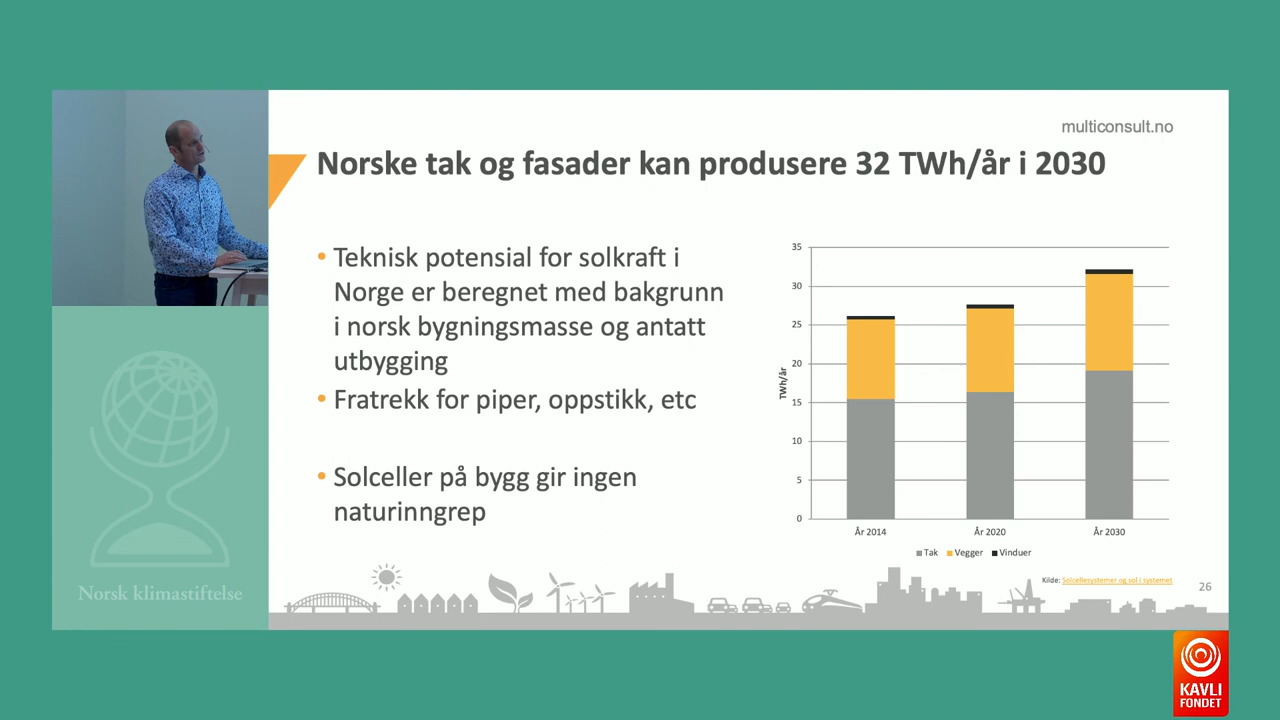 multiconsult.no
Norske tak og fasader kan produsere 32 TWh/år i 2030
• Teknisk potensial for solkraft i
Norge er beregnet med bakgrunn
i norsk bygningsmasse og antatt
utbygging
• Fratrekk for piper, oppstikk, etc
• Solceller på bygg gir ingen
naturinngrep
35
30
25
20
15
10
5
0
TWh/år
År 2014
År 2020
År 2030
Tak Vegger Vinduer
Kilde: Solcellesystemer og sol i systemet
26
Norsk klimastiftelse
KAVLI
FONDET